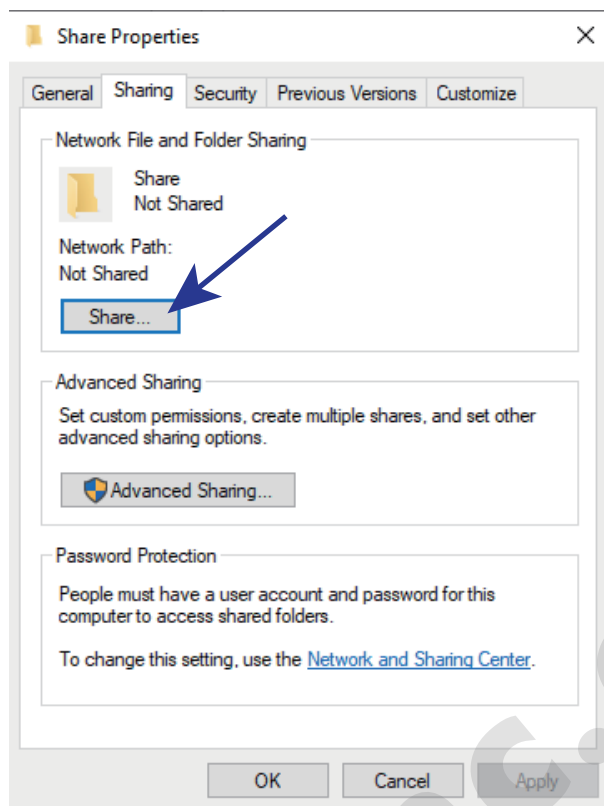 Share Properties
General Sharing Security Previous Versions Customize
Network File and Folder Sharing
Share
Not Shared
Network Path:
Not Shared
Share...
Advanced Sharing
Set custom permissions, create multiple shares, and set other
advanced sharing options.
Advanced Sharing...
Password Protection
People must have a user account and password for this
computer to access shared folders.
To change this setting, use the Network and Sharing Center.
OK Cancel Apply